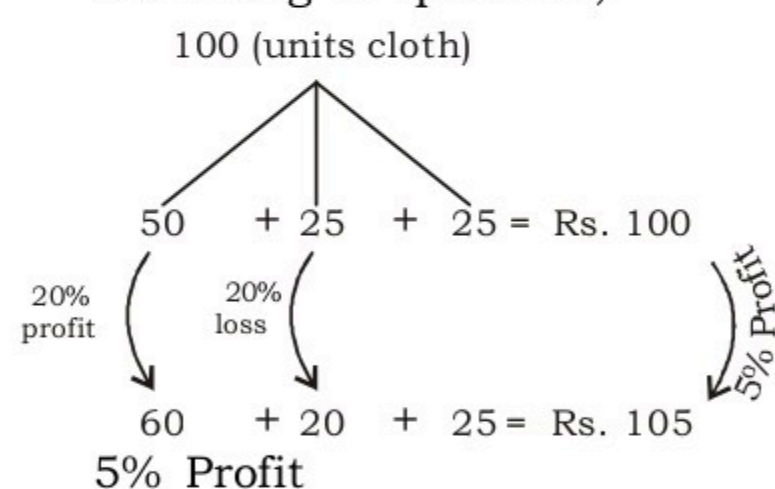 100 (units cloth)
50 + 25 + 25 = Rs. 100
20% profit
20% loss
5% Profit
60 + 20 + 25 = Rs. 105
5% Profit